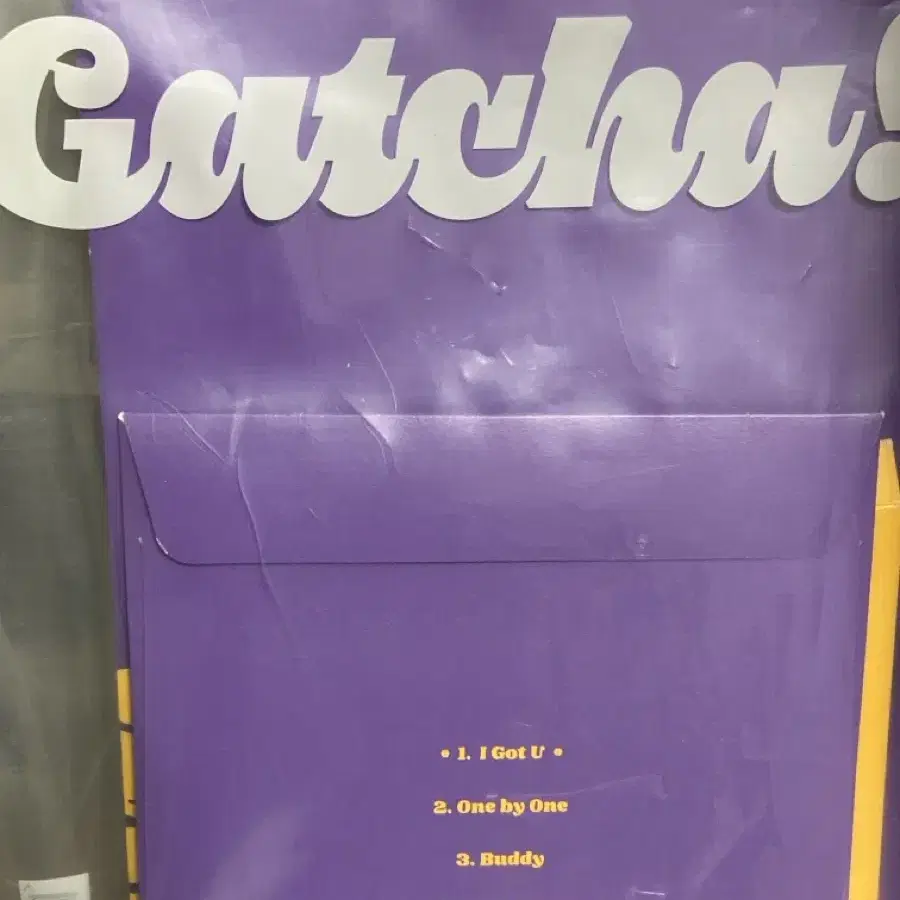 Gatcha!
• 1. I Got U •
2. One by One
3. Buddy